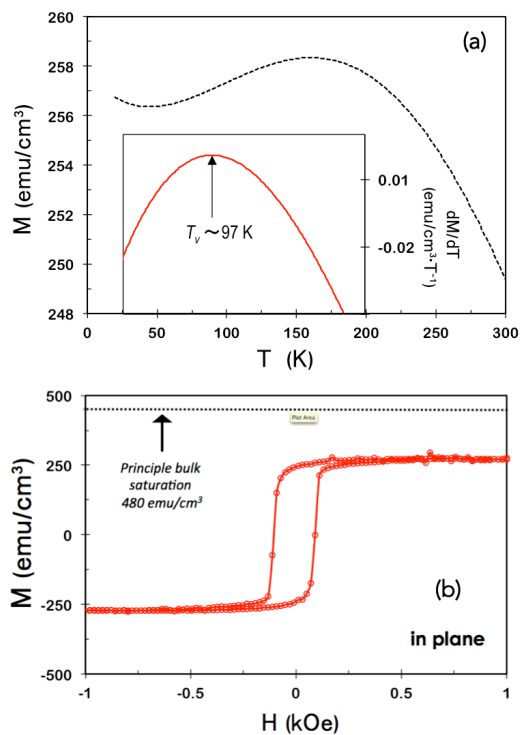 260
258
256
254
252
251
250
248
M (emu/cm³)
(a)
0.01
-0.02
dM/dT
(emu/cm³·T⁻¹)
Tᵥ ~97 K
0 50 100 150 200 250 300
T (K)
500
250
0
-250
-500
M (emu/cm³)
Plot Area
Principle bulk
saturation
480 emu/cm³
(b)
in plane
-1 -0.5 0 0.5 1
H (kOe)